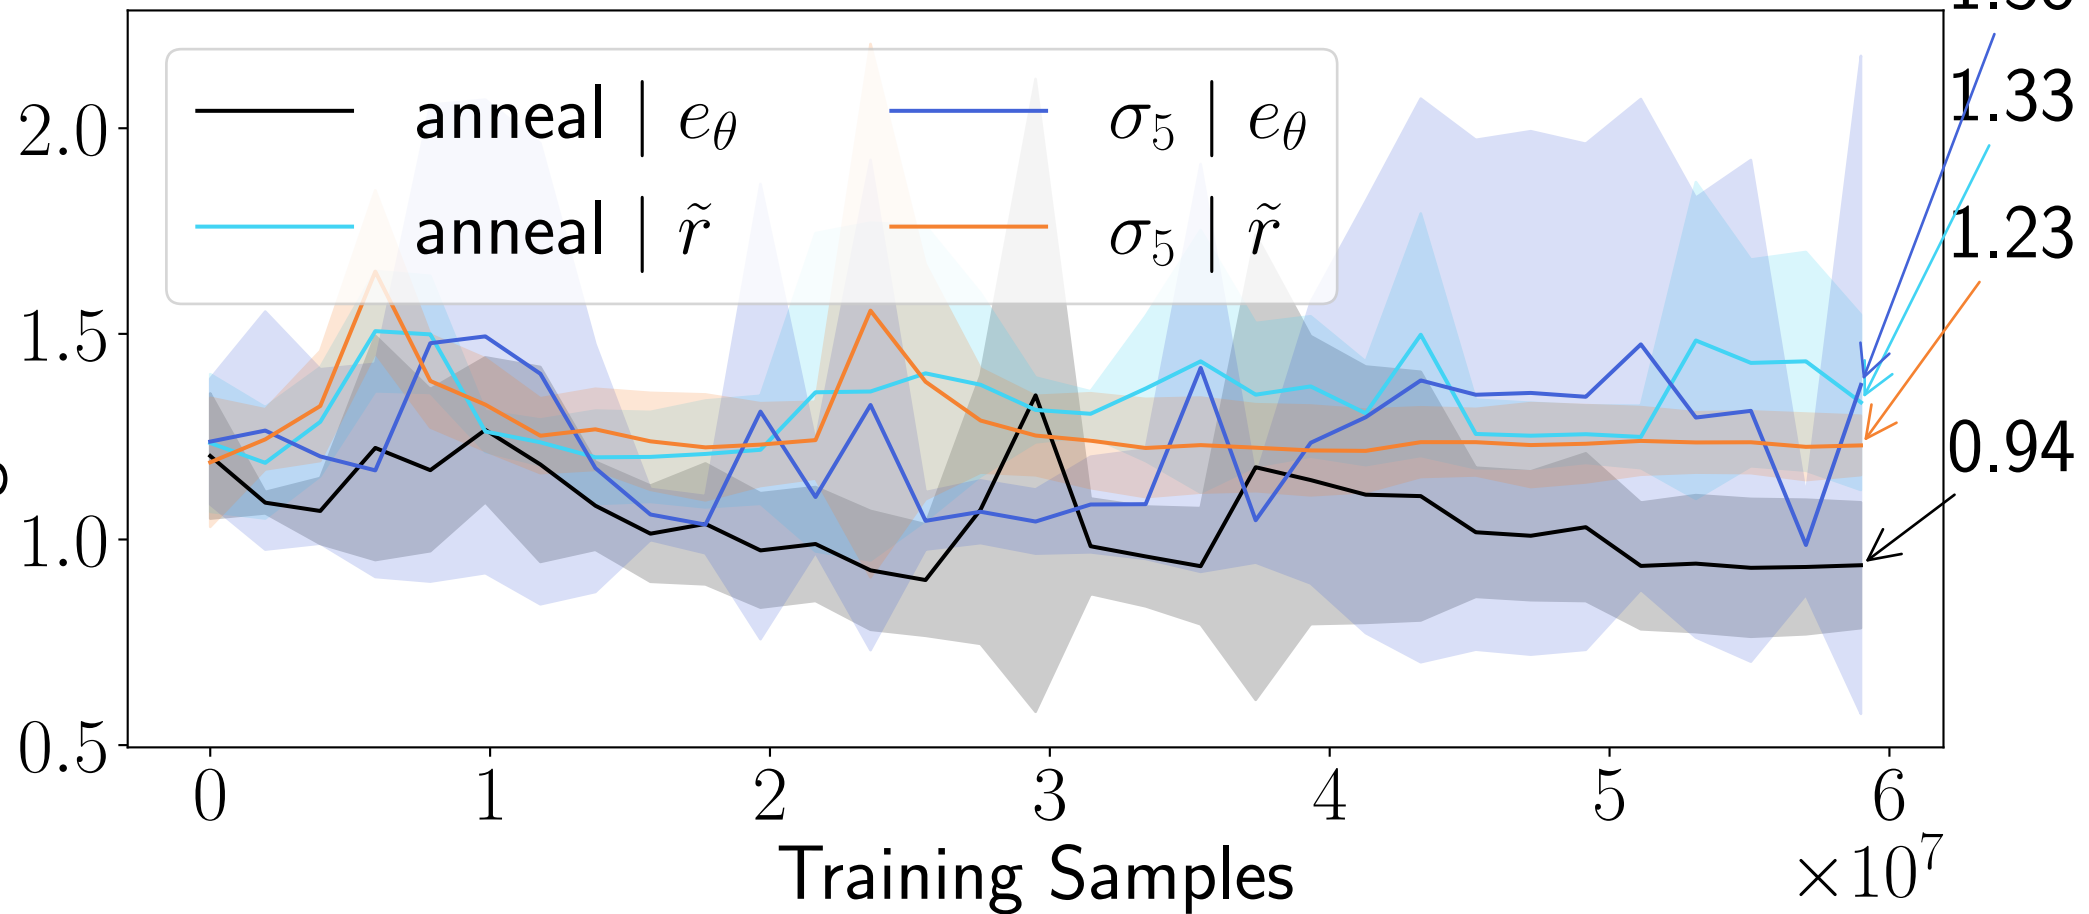 1.33
2.0
anneal | e_θ
σ_5 | e_θ
anneal | r̃
σ_5 | r̃
1.23
1.5
0.94
1.0
0.5
0 1 2 3 4 5 6
Training Samples
×10^7